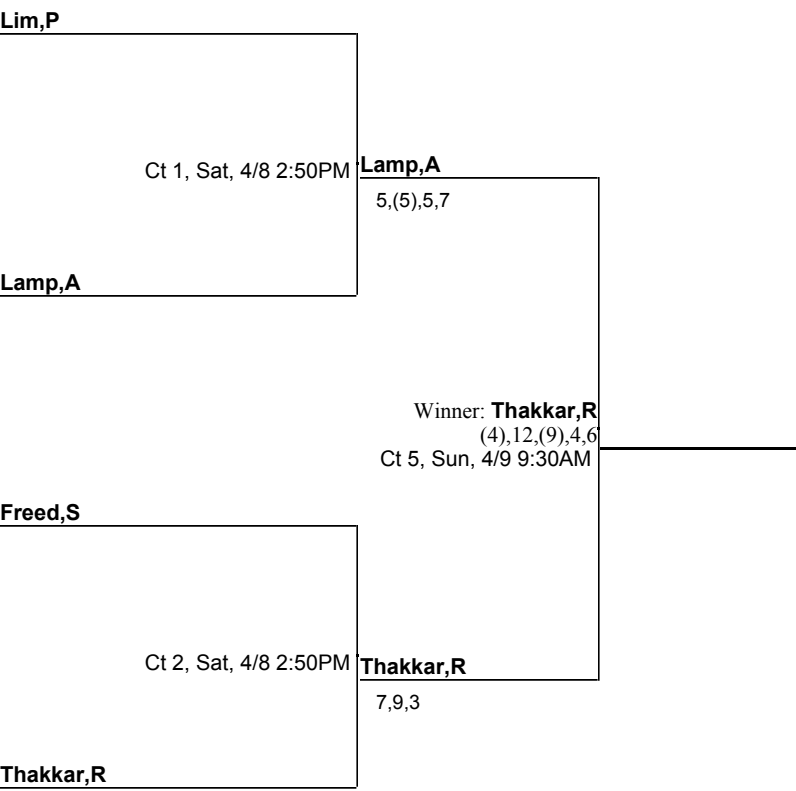 Lim,P
Ct 1, Sat, 4/8 2:50PM
Lamp,A
5,(5),5,7
Lamp,A
Winner: Thakkar,R
(4),12,(9),4,6
Ct 5, Sun, 4/9 9:30AM
Freed,S
Ct 2, Sat, 4/8 2:50PM
Thakkar,R
7,9,3
Thakkar,R